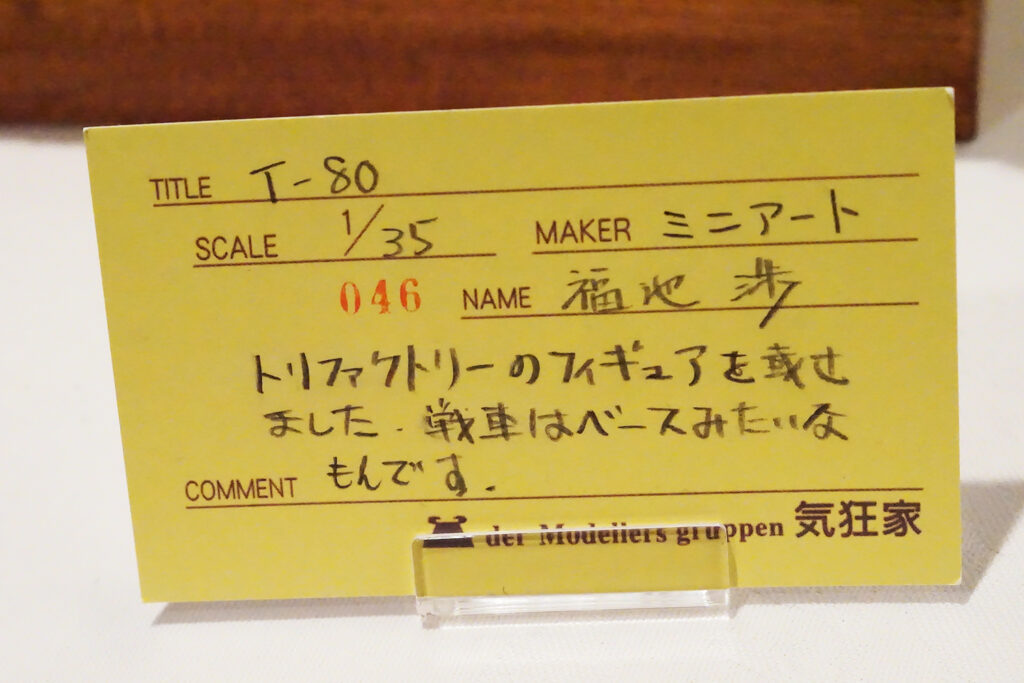 TITLE T-80
SCALE 1/35 MAKER ミニアート
046 NAME 福池 渉
トリファクトリーのフィギュアを載せ
ました.戦車はベースみたいな
COMMENT もんです.
der Modellers gruppen 気狂家